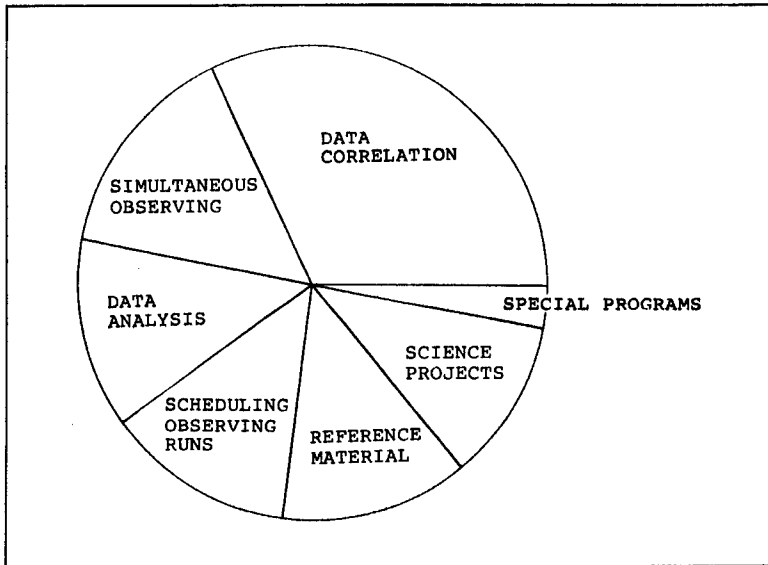 DATA
CORRELATION
SIMULTANEOUS
OBSERVING
DATA
ANALYSIS
SPECIAL PROGRAMS
SCIENCE
PROJECTS
SCHEDULING
OBSERVING
RUNS
REFERENCE
MATERIAL